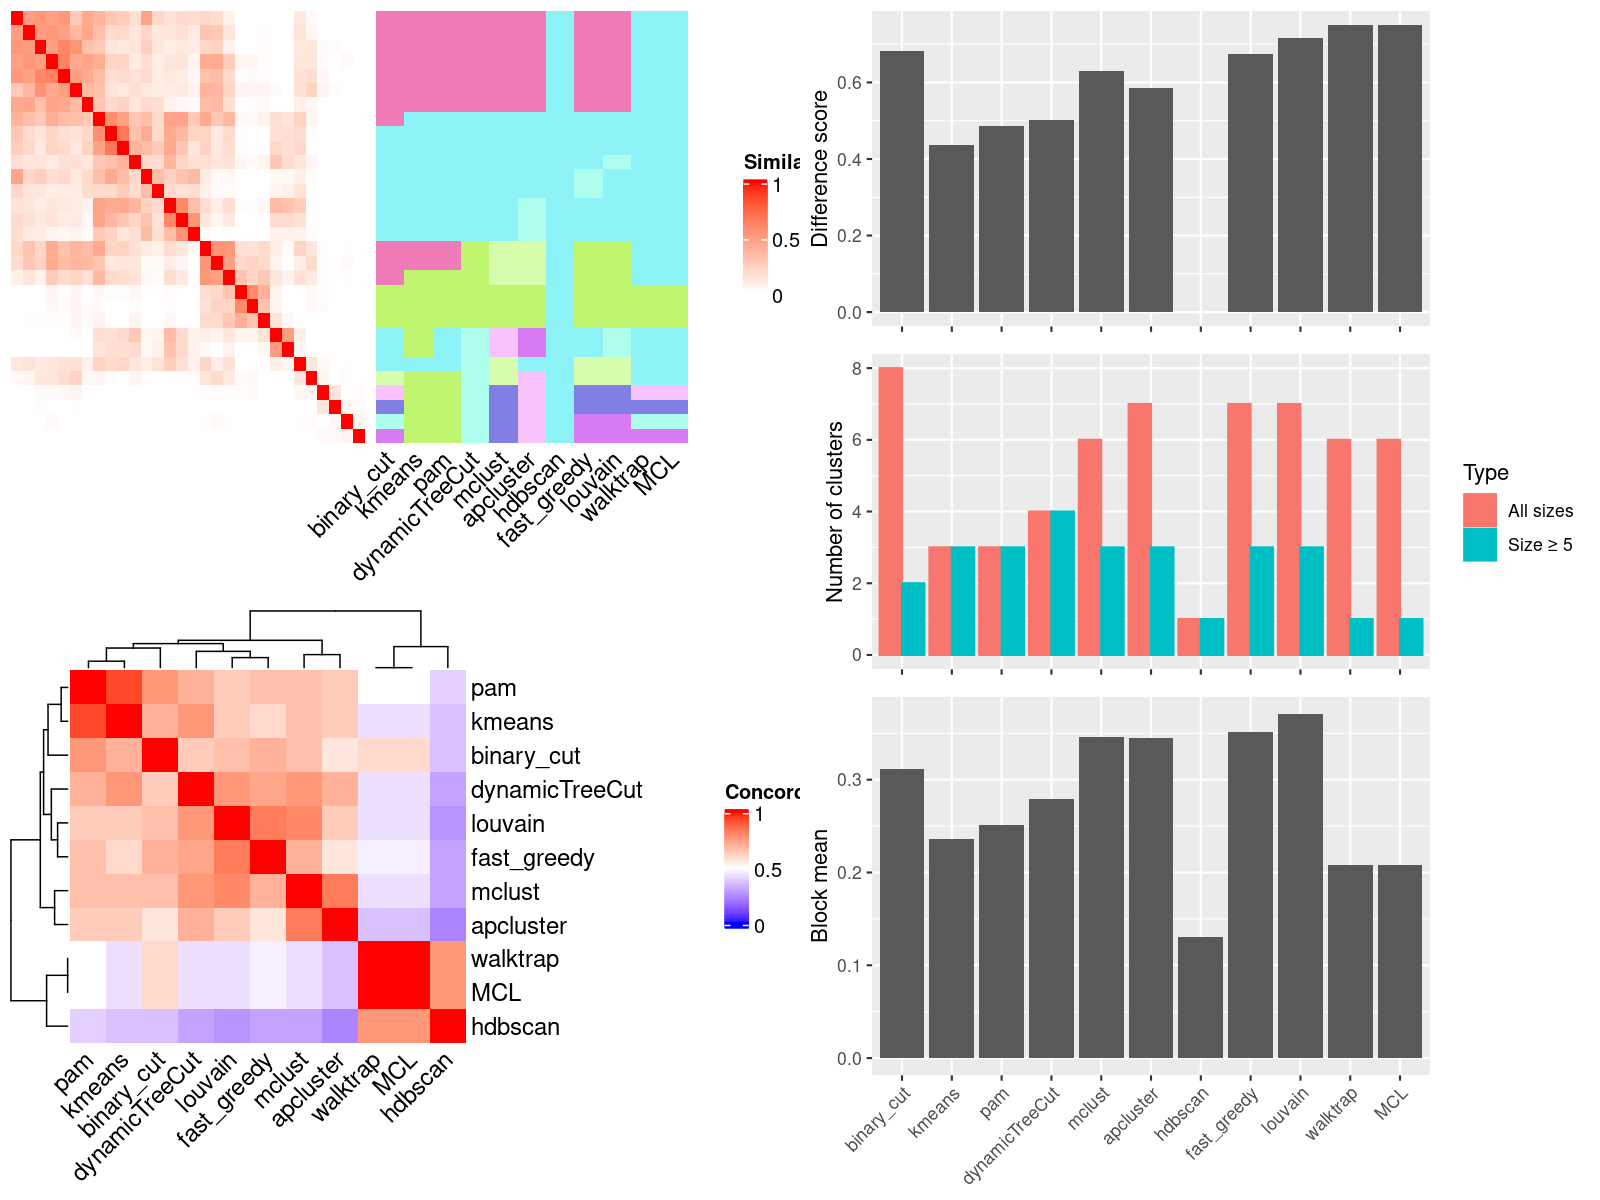 Simila
1
0.5
0
binary_cut
kmeans
pam
dynamicTreeCut
mclust
apcluster
hdbscan
fast_greedy
louvain
walktrap
MCL
Difference score
0.6
0.4
0.2
0.0
Number of clusters
8
6
4
2
0
Type
All sizes
Size ≥ 5
pam
kmeans
binary_cut
dynamicTreeCut
louvain
fast_greedy
mclust
apcluster
walktrap
MCL
hdbscan
pam
kmeans
binary_cut
dynamicTreeCut
louvain
fast_greedy
mclust
apcluster
walktrap
MCL
hdbscan
Concord
1
0.5
0
Block mean
0.3
0.2
0.1
0.0
binary_cut
kmeans
pam
dynamicTreeCut
mclust
apcluster
hdbscan
fast_greedy
louvain
walktrap
MCL